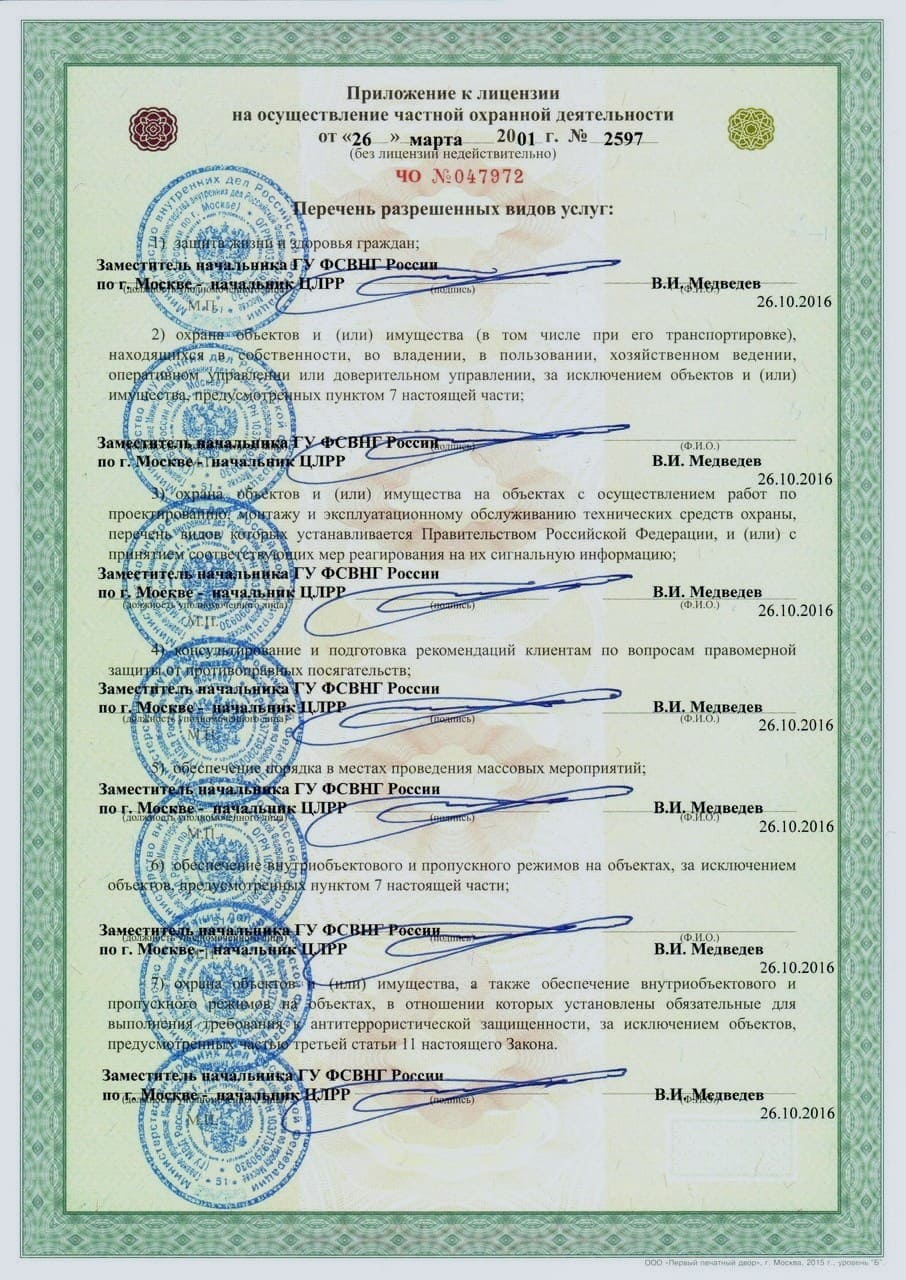 Приложение к лицензии
на осуществление частной охранной деятельности
от «26» марта 2001 г. № 2597
(без лицензии недействительно)
ЧО №047972
Перечень разрешенных видов услуг:
1) защита жизни и здоровья граждан;
Заместитель начальника ГУ ФСВНГ России
по г. Москве - начальник ЦЛРР В.И. Медведев
(должность уполномоченного лица) (подпись) (Ф.И.О.)
М.П. 26.10.2016
2) охрана объектов и (или) имущества (в том числе при его транспортировке),
находящихся в собственности, во владении, в пользовании, хозяйственном ведении,
оперативном управлении или доверительном управлении, за исключением объектов и (или)
имущества, предусмотренных пунктом 7 настоящей части;
Заместитель начальника ГУ ФСВНГ России
(подпись) (Ф.И.О.)
по г. Москве - начальник ЦЛРР В.И. Медведев
26.10.2016
3) охрана объектов и (или) имущества на объектах с осуществлением работ по
проектированию, монтажу и эксплуатационному обслуживанию технических средств охраны,
перечень видов которых устанавливается Правительством Российской Федерации, и (или) с
принятием соответствующих мер реагирования на их сигнальную информацию;
Заместитель начальника ГУ ФСВНГ России
по г. Москве - начальник ЦЛРР В.И. Медведев
(должность уполномоченного лица) (подпись) (Ф.И.О.)
М.П. 26.10.2016
4) консультирование и подготовка рекомендаций клиентам по вопросам правомерной
защиты от противоправных посягательств;
Заместитель начальника ГУ ФСВНГ России
по г. Москве - начальник ЦЛРР В.И. Медведев
(должность уполномоченного лица) (подпись) (Ф.И.О.)
М.П. 26.10.2016
5) обеспечение порядка в местах проведения массовых мероприятий;
Заместитель начальника ГУ ФСВНГ России
по г. Москве - начальник ЦЛРР В.И. Медведев
(должность уполномоченного лица) (подпись) (Ф.И.О.)
М.П. 26.10.2016
6) обеспечение внутриобъектового и пропускного режимов на объектах, за исключением
объектов, предусмотренных пунктом 7 настоящей части;
Заместитель начальника ГУ ФСВНГ России
(должность уполномоченного лица) (подпись) (Ф.И.О.)
по г. Москве - начальник ЦЛРР В.И. Медведев
26.10.2016
7) охрана объектов и (или) имущества, а также обеспечение внутриобъектового и
пропускного режимов на объектах, в отношении которых установлены обязательные для
выполнения требования к антитеррористической защищенности, за исключением объектов,
предусмотренных частью третьей статьи 11 настоящего Закона.
Заместитель начальника ГУ ФСВНГ России
по г. Москве - начальник ЦЛРР В.И. Медведев
(должность уполномоченного лица) (подпись) (Ф.И.О.)
М.П. 26.10.2016
ООО «Первый печатный двор», г. Москва, 2015 г., уровень "Б".